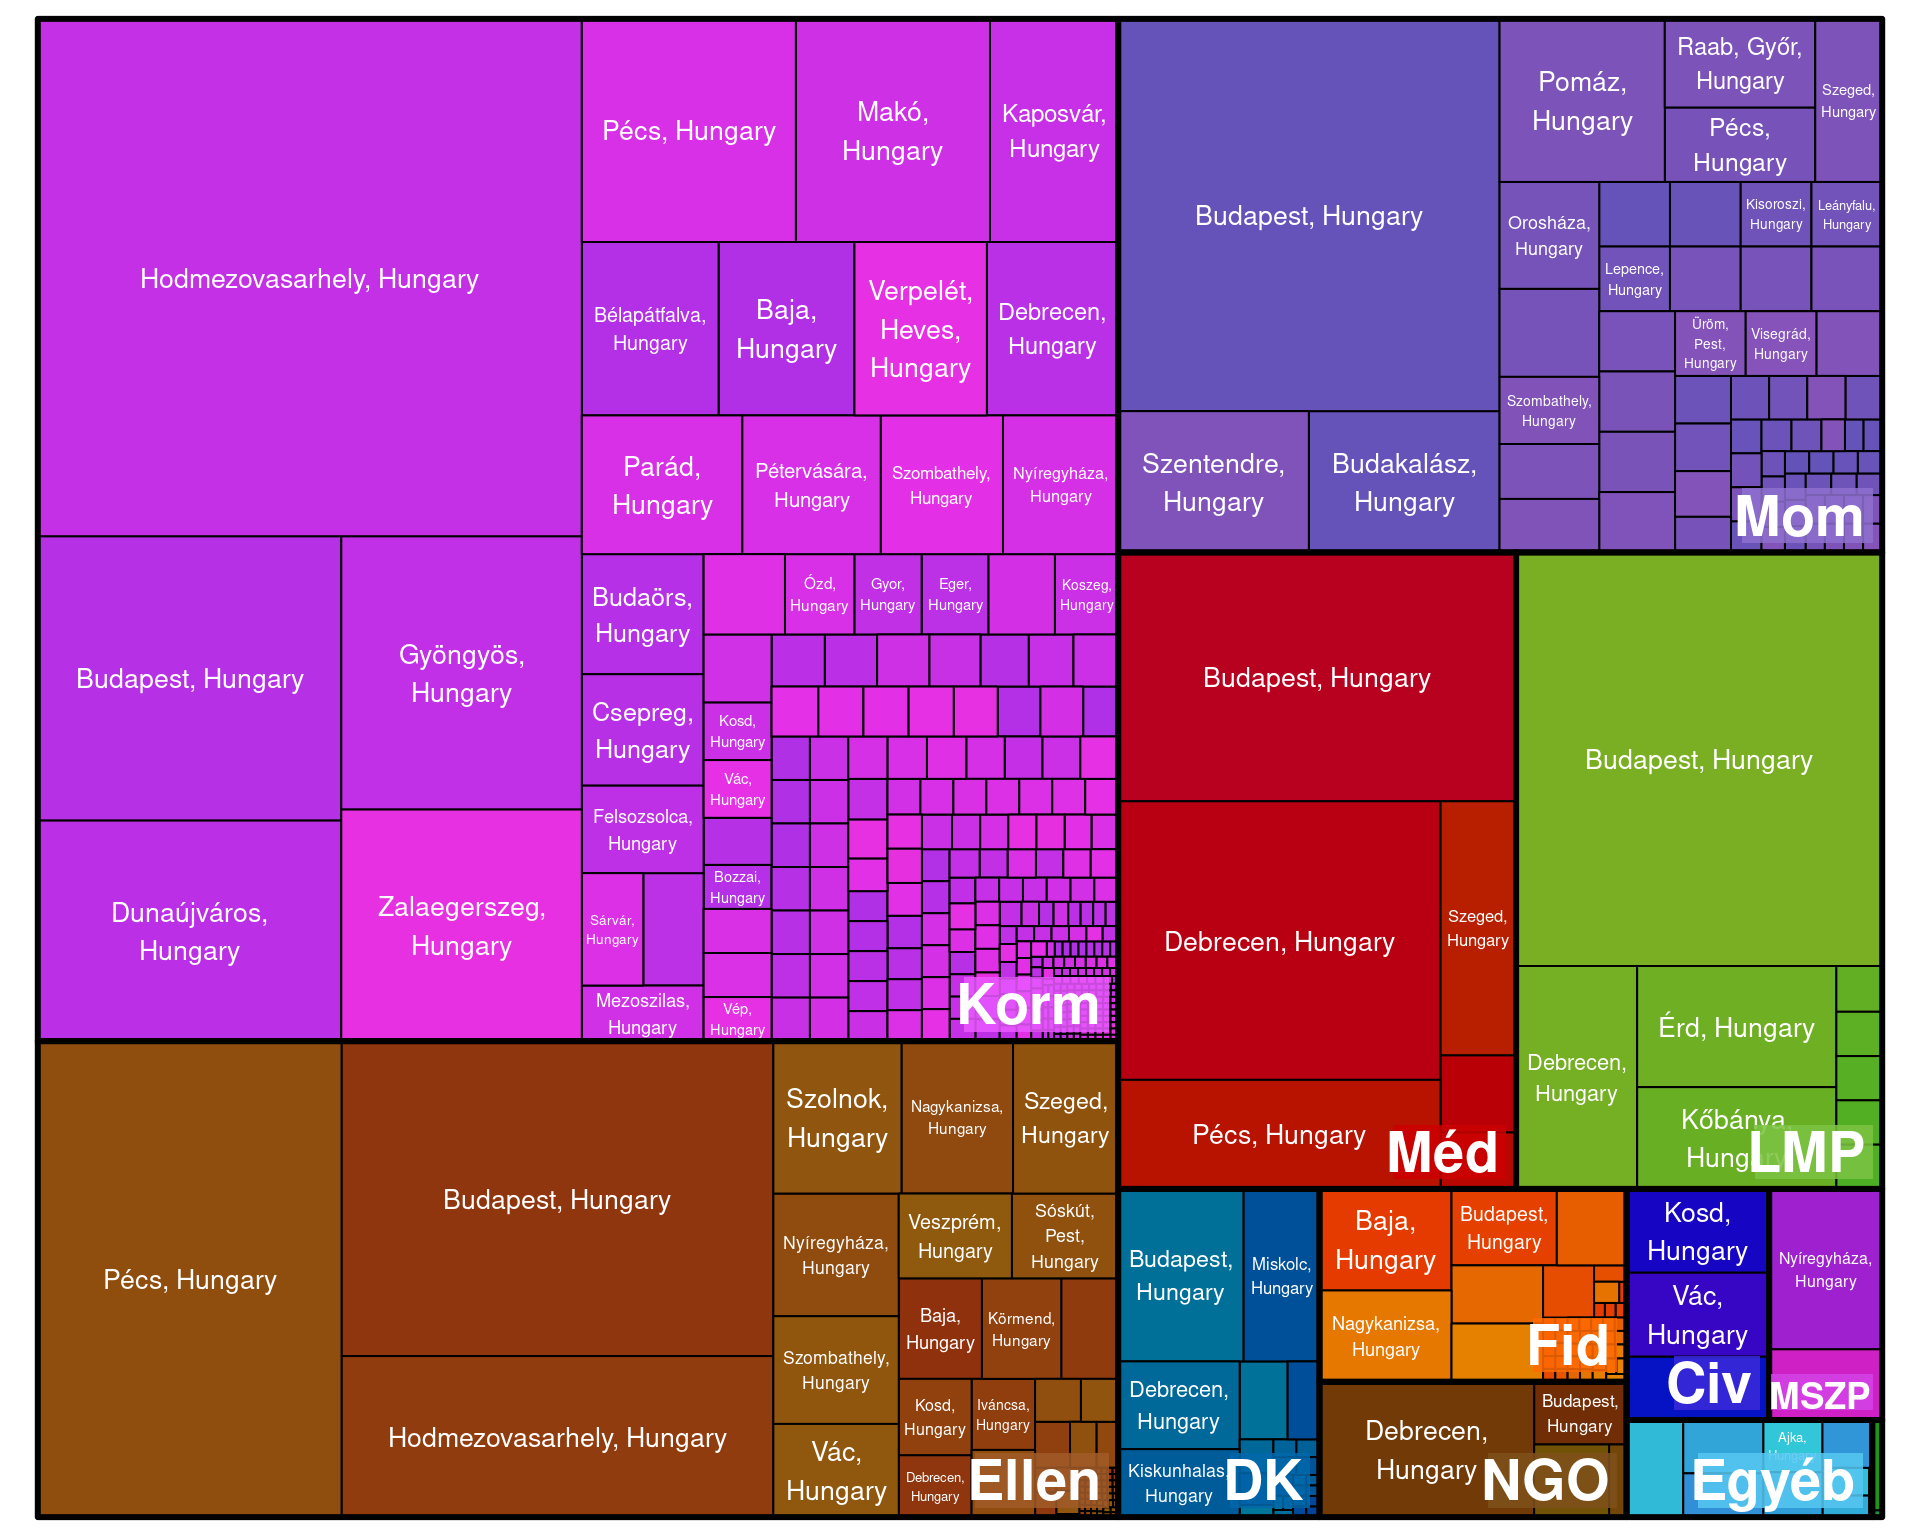 Hodmezovasarhely, Hungary
Pécs, Hungary
Makó,
Hungary
Kaposvár,
Hungary
Bélapátfalva,
Hungary
Baja,
Hungary
Verpelét,
Heves,
Hungary
Debrecen,
Hungary
Parád,
Hungary
Pétervására,
Hungary
Szombathely,
Hungary
Nyíregyháza,
Hungary
Budapest, Hungary
Gyöngyös,
Hungary
Dunaújváros,
Hungary
Zalaegerszeg,
Hungary
Budaörs,
Hungary
Ózd,
Hungary
Gyor,
Hungary
Eger,
Hungary
Koszeg,
Hungary
Csepreg,
Hungary
Kosd,
Hungary
Vác,
Hungary
Felsozsolca,
Hungary
Bozzai,
Hungary
Sárvár,
Hungary
Mezoszilas,
Hungary
Vép,
Hungary
Korm
Budapest, Hungary
Pomáz,
Hungary
Raab, Győr,
Hungary
Szeged,
Hungary
Pécs,
Hungary
Orosháza,
Hungary
Kisoroszi,
Hungary
Leányfalu,
Hungary
Lepence,
Hungary
Üröm,
Pest,
Hungary
Visegrád,
Hungary
Szombathely,
Hungary
Szentendre,
Hungary
Budakalász,
Hungary
Mom
Budapest, Hungary
Debrecen, Hungary
Szeged,
Hungary
Pécs, Hungary
Méd
Budapest, Hungary
Debrecen,
Hungary
Érd, Hungary
Kőbánya,
Hungary
LMP
Pécs, Hungary
Budapest, Hungary
Hodmezovasarhely, Hungary
Szolnok,
Hungary
Nagykanizsa,
Hungary
Szeged,
Hungary
Nyíregyháza,
Hungary
Veszprém,
Hungary
Sóskút,
Pest,
Hungary
Baja,
Hungary
Körmend,
Hungary
Szombathely,
Hungary
Kosd,
Hungary
Iváncsa,
Hungary
Vác,
Hungary
Debrecen,
Hungary
Ellen
Budapest,
Hungary
Miskolc,
Hungary
Debrecen,
Hungary
Kiskunhalas,
Hungary
DK
Baja,
Hungary
Budapest,
Hungary
Nagykanizsa,
Hungary
Fid
Debrecen,
Hungary
Budapest,
Hungary
NGO
Kosd,
Hungary
Vác,
Hungary
Civ
Nyíregyháza,
Hungary
MSZP
Ajka,
Hungary
Egyéb